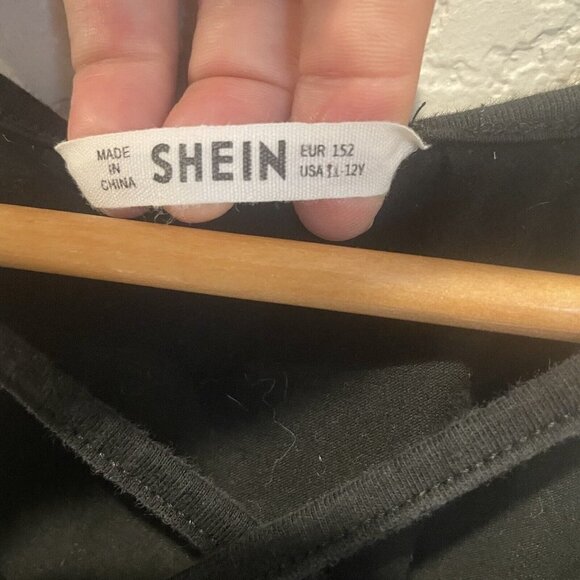 MADE
IN
CHINA
SHEIN
EUR 152
USA 11-12Y